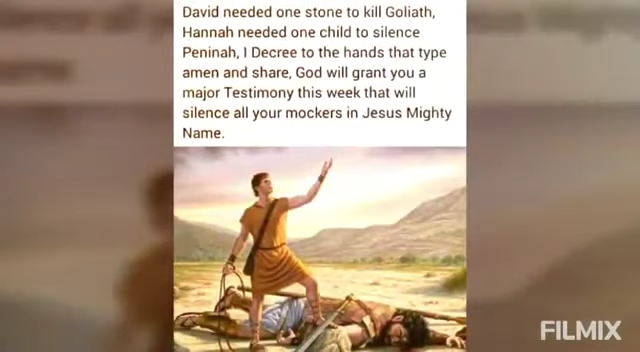 David needed one stone to kill Goliath,
Hannah needed one child to silence
Peninah, I Decree to the hands that type
amen and share, God will grant you a
major Testimony this week that will
silence all your mockers in Jesus Mighty
Name.
FILMIX